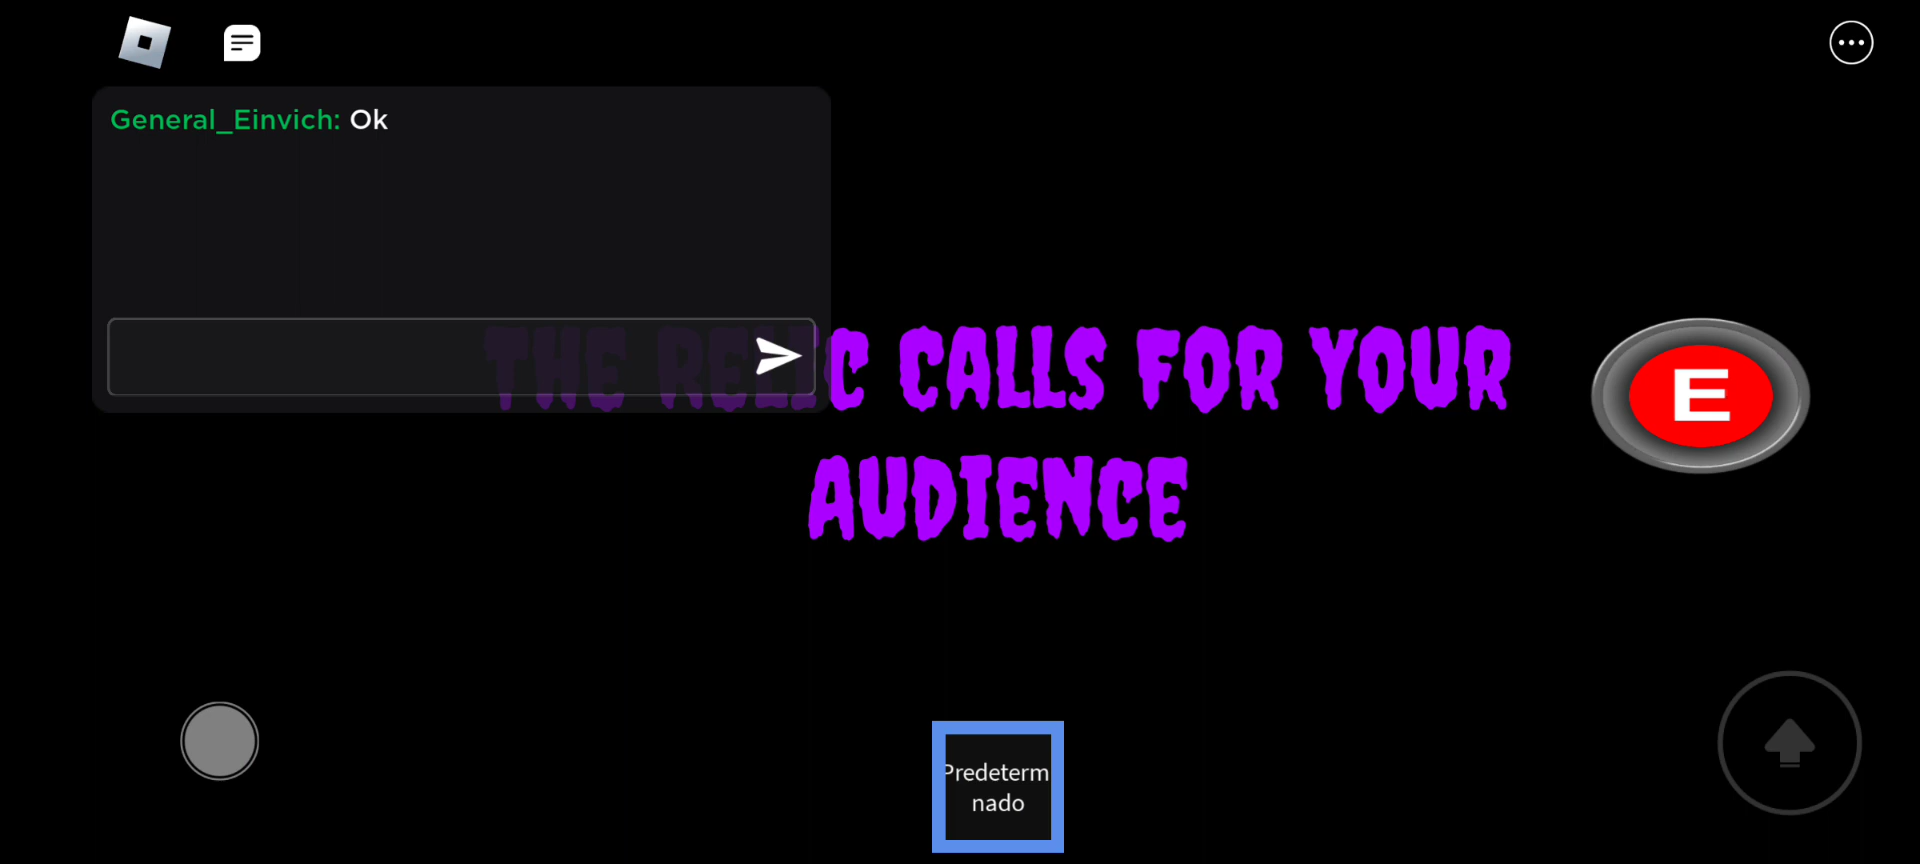 General_Einvich: Ok
THE RELIC CALLS FOR YOUR
AUDIENCE
E
Predeterm
nado